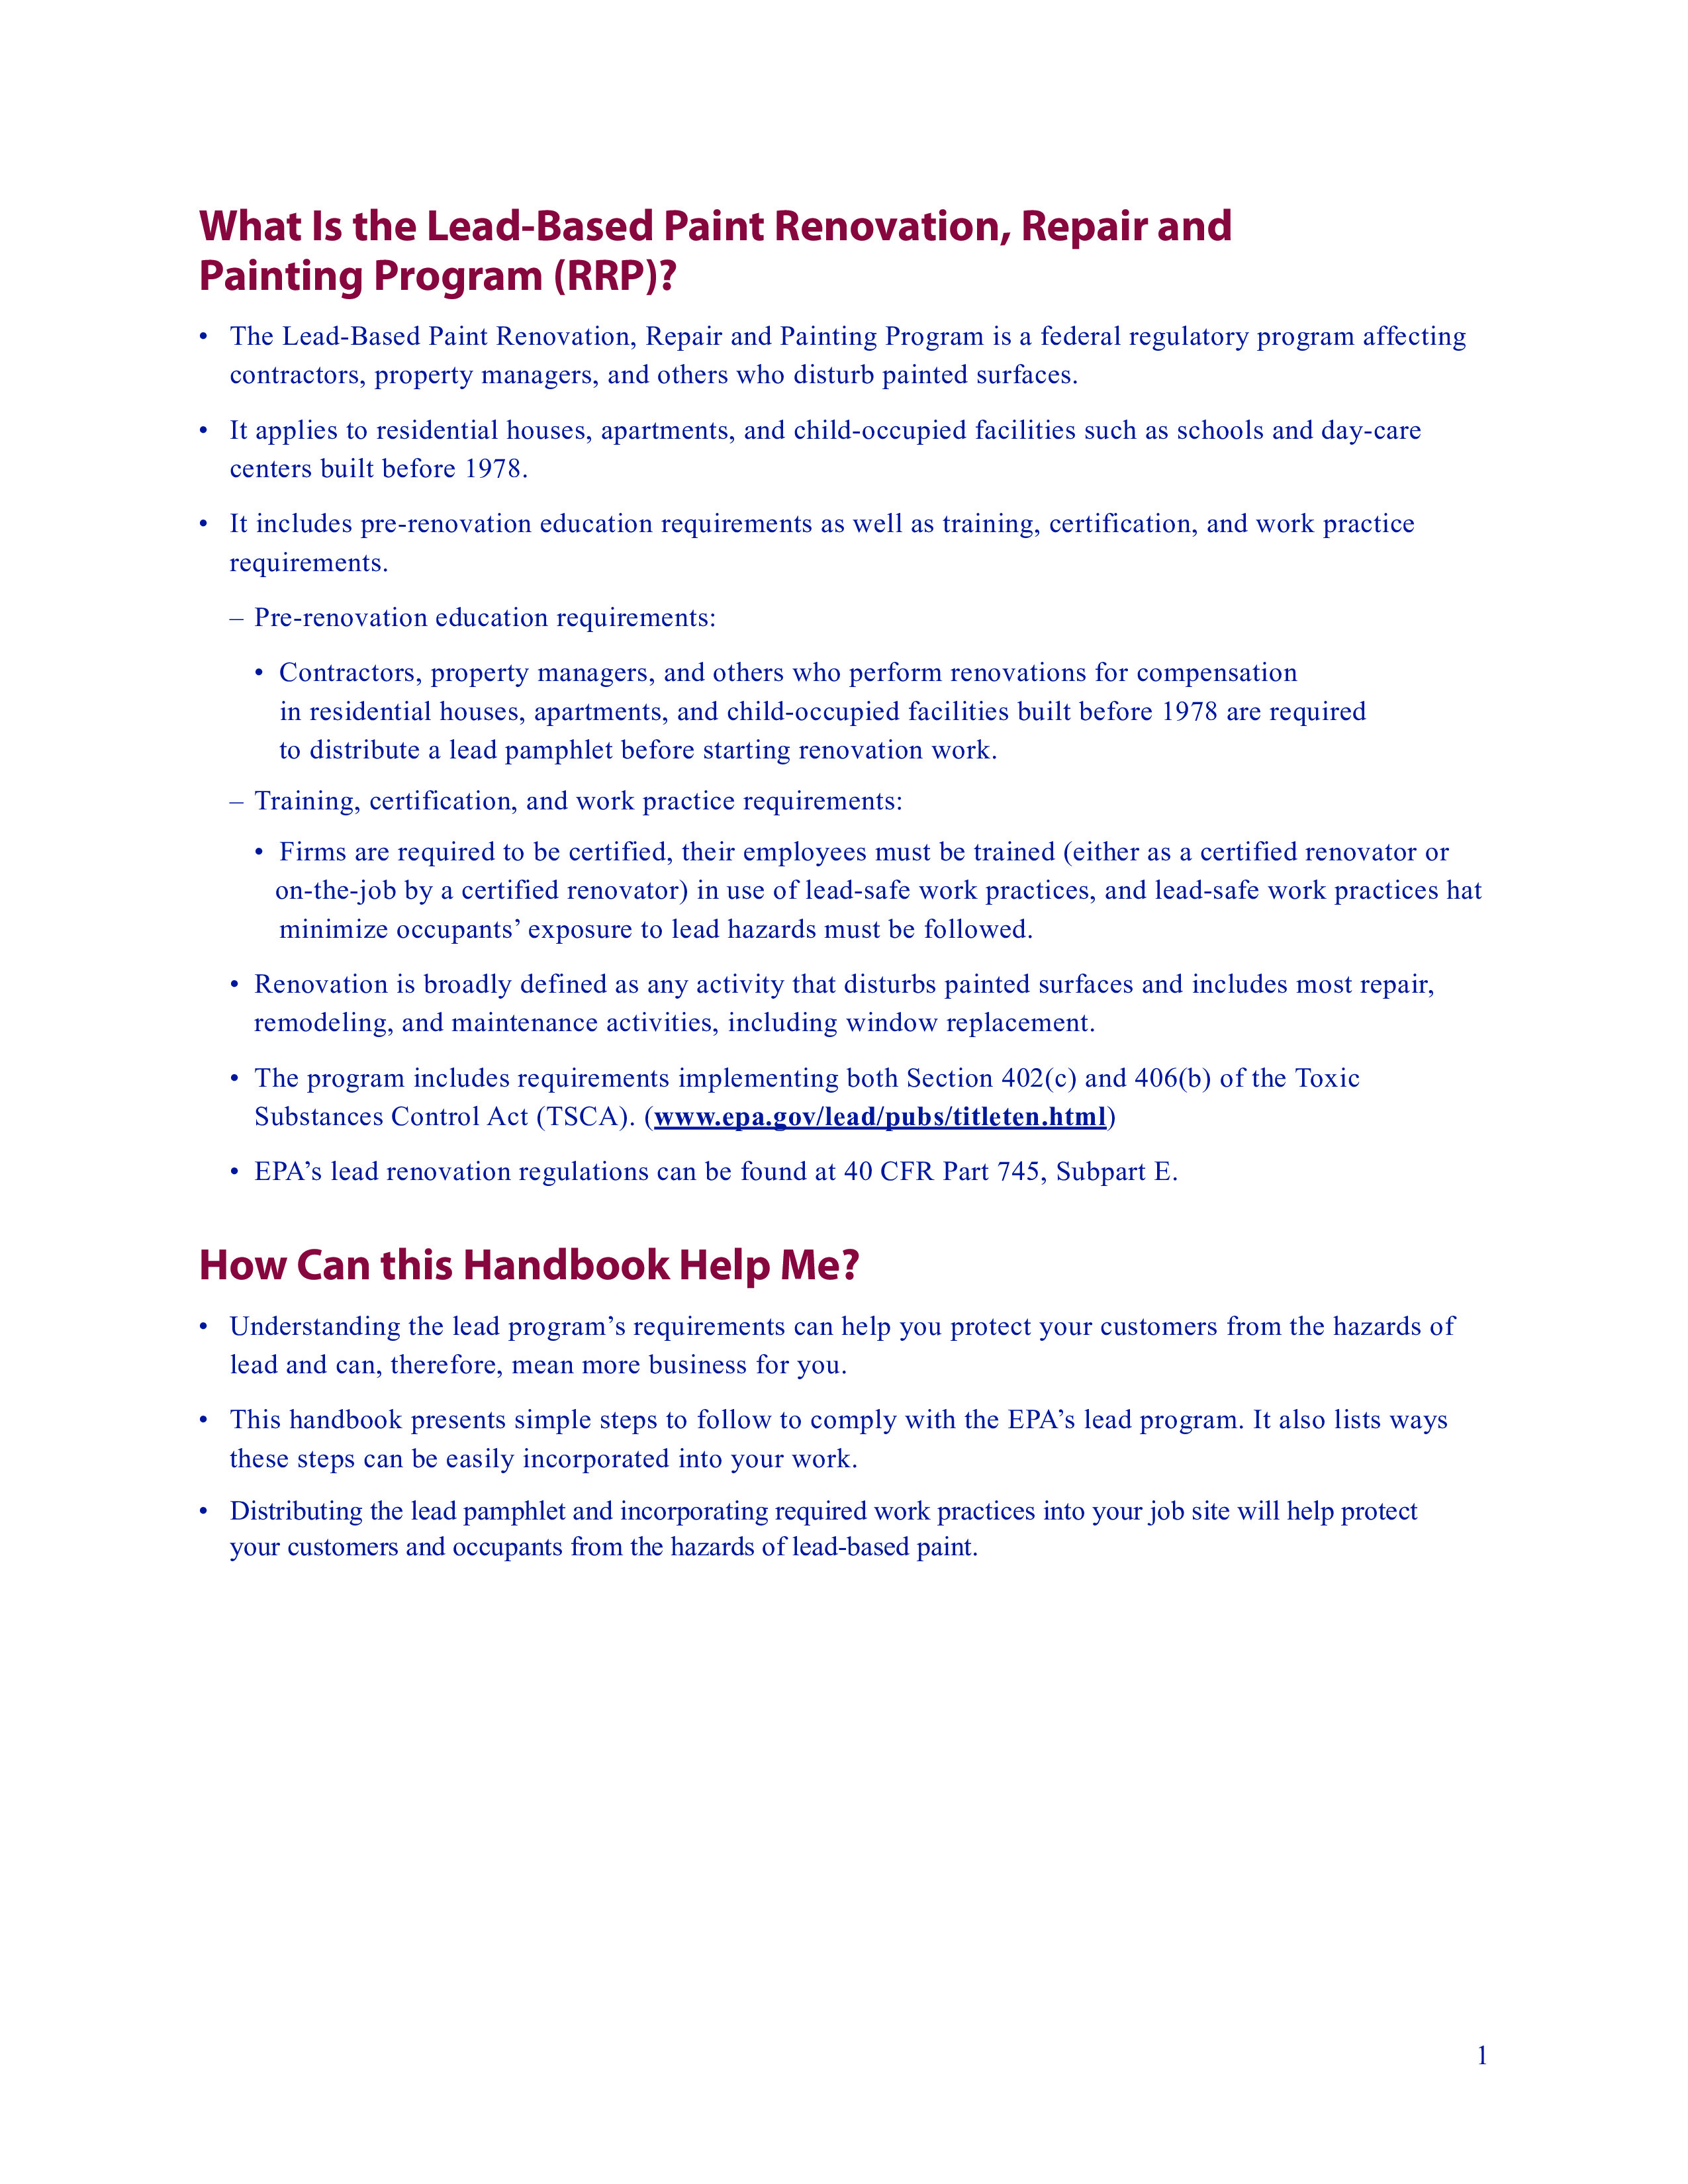 What Is the Lead-Based Paint Renovation, Repair and
Painting Program (RRP)?
• The Lead-Based Paint Renovation, Repair and Painting Program is a federal regulatory program affecting
contractors, property managers, and others who disturb painted surfaces.
• It applies to residential houses, apartments, and child-occupied facilities such as schools and day-care
centers built before 1978.
• It includes pre-renovation education requirements as well as training, certification, and work practice
requirements.
– Pre-renovation education requirements:
• Contractors, property managers, and others who perform renovations for compensation
in residential houses, apartments, and child-occupied facilities built before 1978 are required
to distribute a lead pamphlet before starting renovation work.
– Training, certification, and work practice requirements:
• Firms are required to be certified, their employees must be trained (either as a certified renovator or
on-the-job by a certified renovator) in use of lead-safe work practices, and lead-safe work practices hat
minimize occupants’ exposure to lead hazards must be followed.
• Renovation is broadly defined as any activity that disturbs painted surfaces and includes most repair,
remodeling, and maintenance activities, including window replacement.
• The program includes requirements implementing both Section 402(c) and 406(b) of the Toxic
Substances Control Act (TSCA). (www.epa.gov/lead/pubs/titleten.html)
• EPA’s lead renovation regulations can be found at 40 CFR Part 745, Subpart E.
How Can this Handbook Help Me?
• Understanding the lead program’s requirements can help you protect your customers from the hazards of
lead and can, therefore, mean more business for you.
• This handbook presents simple steps to follow to comply with the EPA’s lead program. It also lists ways
these steps can be easily incorporated into your work.
• Distributing the lead pamphlet and incorporating required work practices into your job site will help protect
your customers and occupants from the hazards of lead-based paint.
1